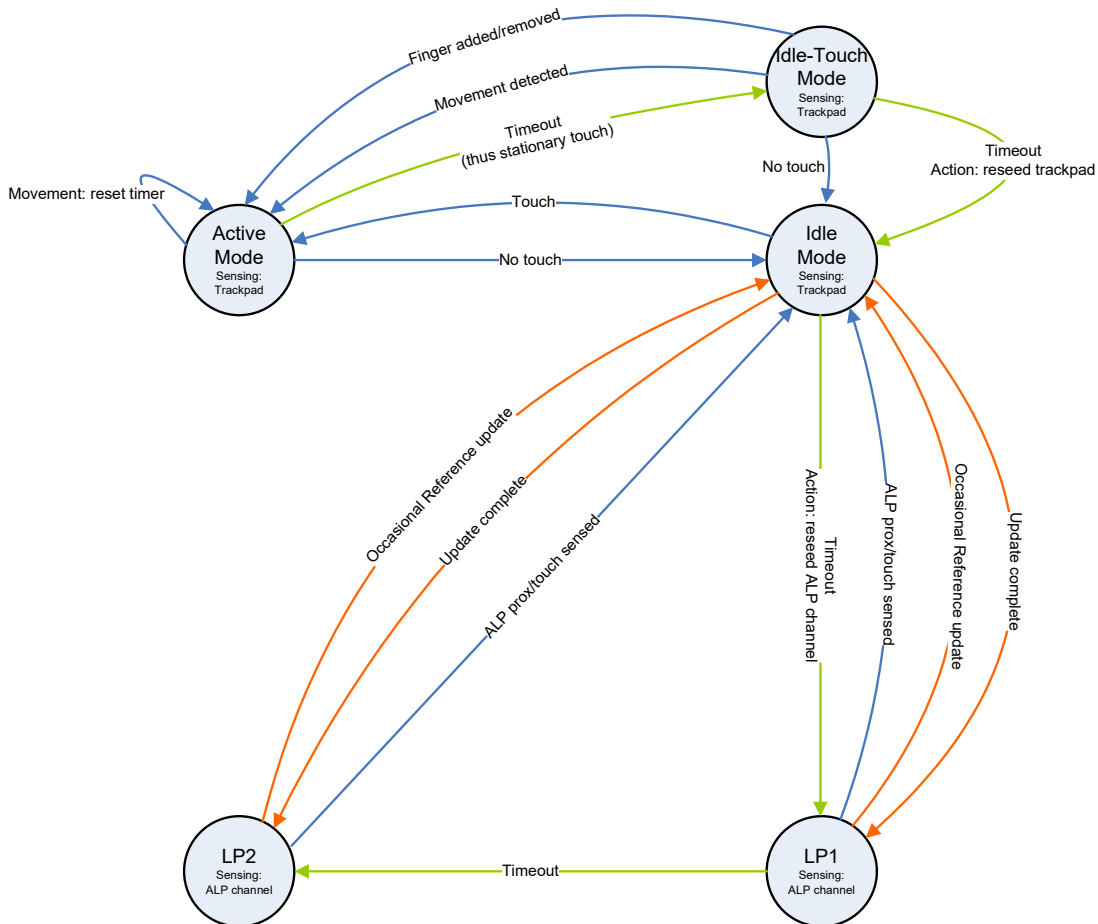 Finger added/removed
Idle-Touch
Mode
Sensing:
Trackpad
Movement detected
Timeout
(thus stationary touch)
No touch
Timeout
Action: reseed trackpad
Movement: reset timer
Active
Mode
Sensing:
Trackpad
Touch
No touch
Idle
Mode
Sensing:
Trackpad
Occasional Reference update
Update complete
ALP prox/touch sensed
Timeout
Action: reseed ALP channel
ALP prox/touch sensed
Occasional Reference update
Update complete
LP2
Sensing:
ALP channel
Timeout
LP1
Sensing:
ALP channel